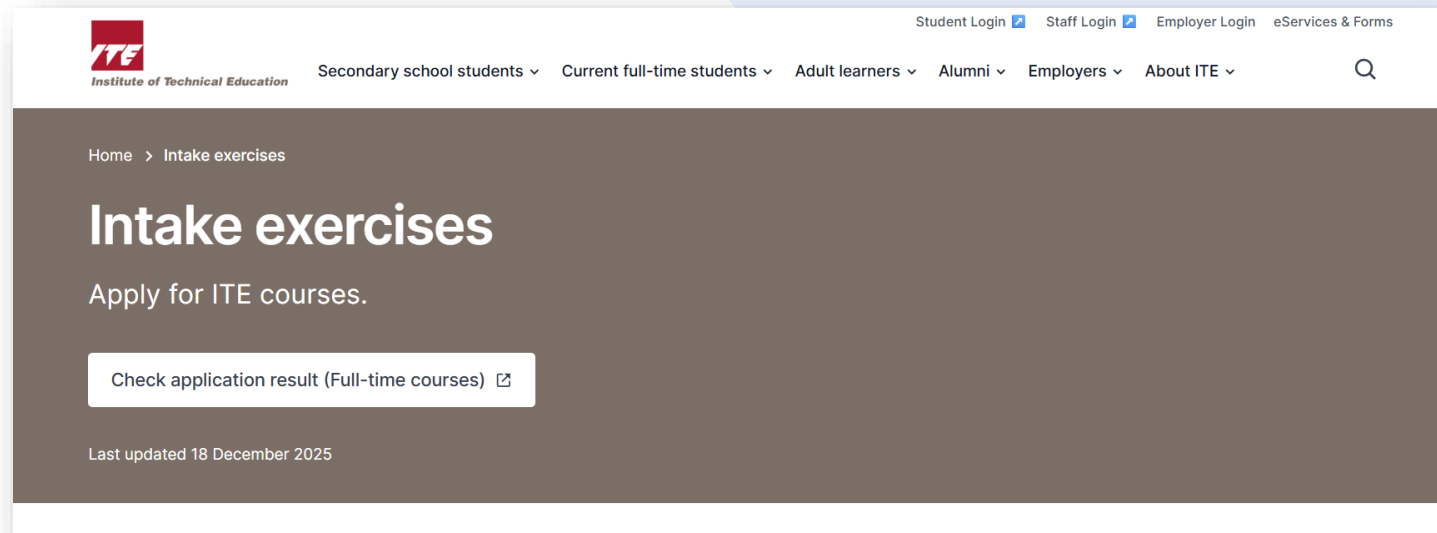 Student Login Staff Login Employer Login eServices & Forms
ITE
Institute of Technical Education
Secondary school students Current full-time students Adult learners Alumni Employers About ITE
Home > Intake exercises
Intake exercises
Apply for ITE courses.
Check application result (Full-time courses)
Last updated 18 December 2025